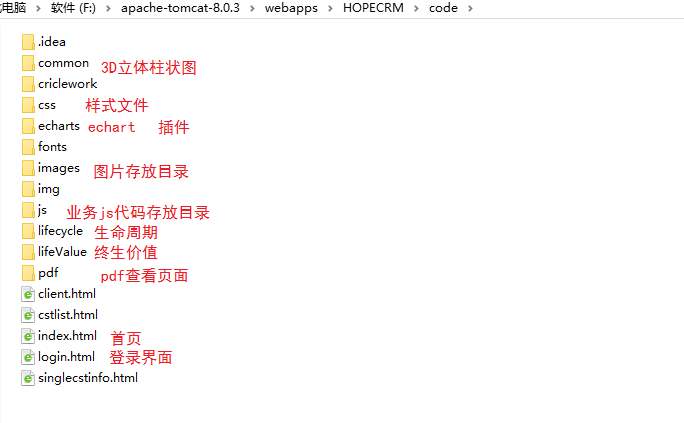 电脑 > 软件 (F:) > apache-tomcat-8.0.3 > webapps > HOPECRM > code >
.idea
common 3D立体柱状图
criclework
css 样式文件
echarts echart 插件
fonts
images 图片存放目录
img
js 业务js代码存放目录
lifecycle 生命周期
lifeValue 终生价值
pdf pdf查看页面
client.html
cstlist.html
index.html 首页
login.html 登录界面
singlecstinfo.html